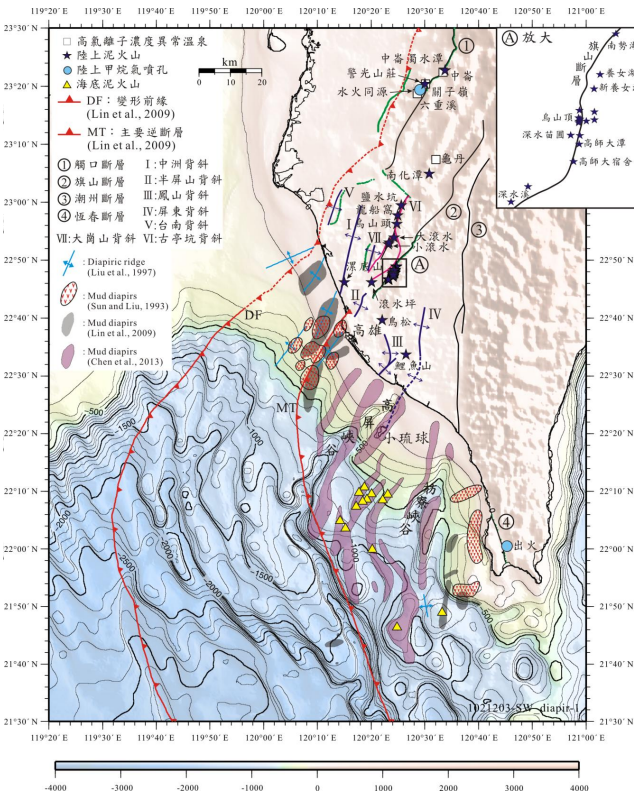 高氯離子濃度異常溫泉
陸上泥火山
陸上甲烷氣噴孔
海底泥火山
DF：變形前緣
(Lin et al., 2009)
MT：主要逆斷層
(Lin et al., 2009)
① 觸口斷層 I：中洲背斜
② 旗山斷層 II：半屏山背斜
③ 潮州斷層 III：鳳山背斜
④ 恆春斷層 IV：屏東背斜
V：台南背斜
VII：大崗山背斜 VI：古亭坑背斜
Diapiric ridge
(Liu et al., 1997)
Mud diapirs
(Sun and Liu, 1993)
Mud diapirs
(Lin et al., 2009)
Mud diapirs
(Chen et al., 2013)
km
0 10 20
①
中崙濁水潭
中崙
警光山莊
水火同源
關子嶺
六重溪
龜丹
南化潭
鹽水坑
龍船窩
烏山頭
VI
V
I
VII
大滾水
小滾水
②
③
A
漯底山
II
滾水坪
IV
高雄
鳥松
III
鯉魚山
DF
MT
高屏峽谷
小琉球
枋寮峽谷
④
出火
A 放大
旗山斷層
南勢湖
養女湖
新養女湖
烏山頂
深水苗圃
高師大潭
高師大宿舍
深水溪
-500
-1500
-1000
-2000
-2500
-1500
-2000
-500
-1000
-1500
500
1021203-SW_diapir-1
23°20' N
23°10' N
23°00' N
22°50' N
22°40' N
22°30' N
22°20' N
22°10' N
22°00' N
21°50' N
21°40' N
21°30' N
119°20' E 119°30' E 119°40' E 119°50' E 120°00' E 120°10' E 120°20' E 120°30' E 120°40' E 120°50' E 121°00' E
-4000 -3000 -2000 -1000 0 1000 2000 3000 4000